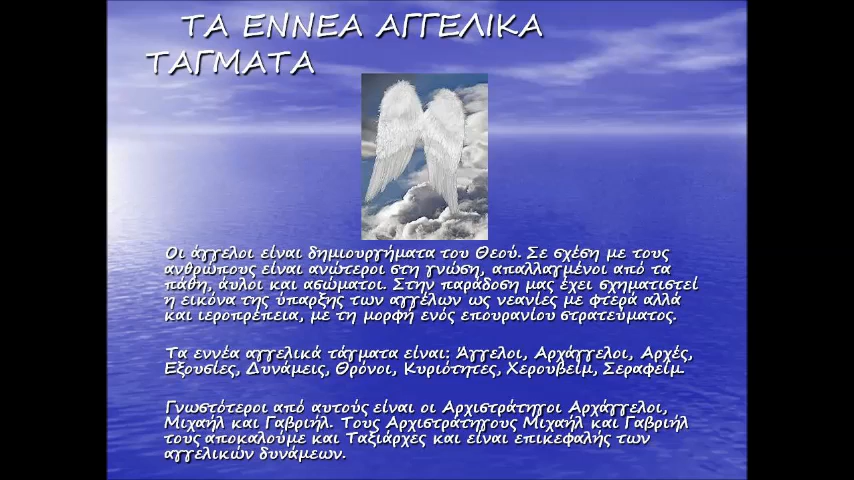 ΤΑ ΕΝΝΕΑ ΑΓΓΕΛΙΚΑ
ΤΑΓΜΑΤΑ
Οι άγγελοι είναι δημιουργήματα του Θεού. Σε σχέση με τους
ανθρώπους είναι ανώτεροι στη γνώση, απαλλαγμένοι από τα
πάθη, άυλοι και ασώματοι. Στην παράδοση μας έχει σχηματιστεί
η εικόνα της ύπαρξης των αγγέλων ως νεανίες με φτερά αλλά
και ιεροπρέπεια, με τη μορφή ενός επουρανίου στρατεύματος.
Τα εννέα αγγελικά τάγματα είναι: Άγγελοι, Αρχάγγελοι, Αρχές,
Εξουσίες, Δυνάμεις, Θρόνοι, Κυριότητες, Χερουβείμ, Σεραφείμ.
Γνωστότεροι από αυτούς είναι οι Αρχιστράτηγοι Αρχάγγελοι,
Μιχαήλ και Γαβριήλ. Τους Αρχιστράτηγους Μιχαήλ και Γαβριήλ
τους αποκαλούμε και Ταξιάρχες και είναι επικεφαλής των
αγγελικών δυνάμεων.